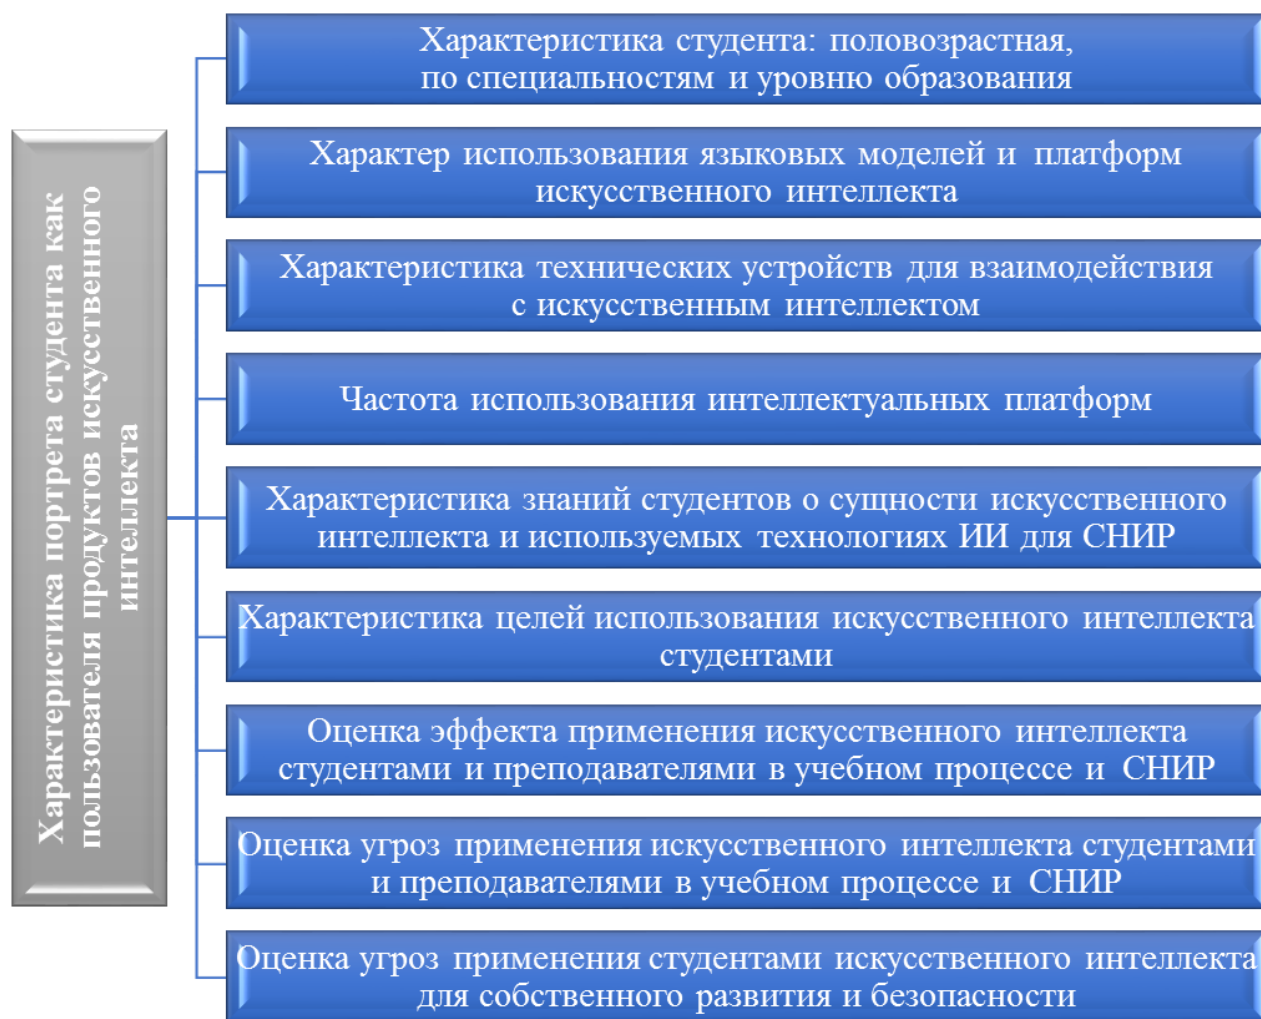 Характеристика портрета студента как
пользователя продуктов искусственного
интеллекта
Характеристика студента: половозрастная,
по специальностям и уровню образования
Характер использования языковых моделей и платформ
искусственного интеллекта
Характеристика технических устройств для взаимодействия
с искусственным интеллектом
Частота использования интеллектуальных платформ
Характеристика знаний студентов о сущности искусственного
интеллекта и используемых технологиях ИИ для СНИР
Характеристика целей использования искусственного интеллекта
студентами
Оценка эффекта применения искусственного интеллекта
студентами и преподавателями в учебном процессе и СНИР
Оценка угроз применения искусственного интеллекта студентами
и преподавателями в учебном процессе и СНИР
Оценка угроз применения студентами искусственного интеллекта
для собственного развития и безопасности